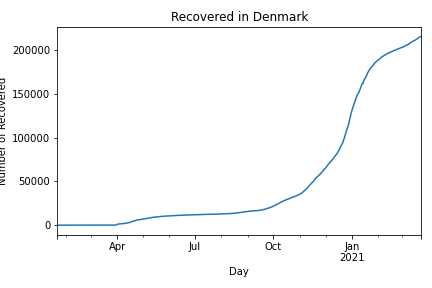 Recovered in Denmark
200000
150000
100000
50000
0
Number of Recovered
Apr
Jul
Oct
Jan
2021
Day